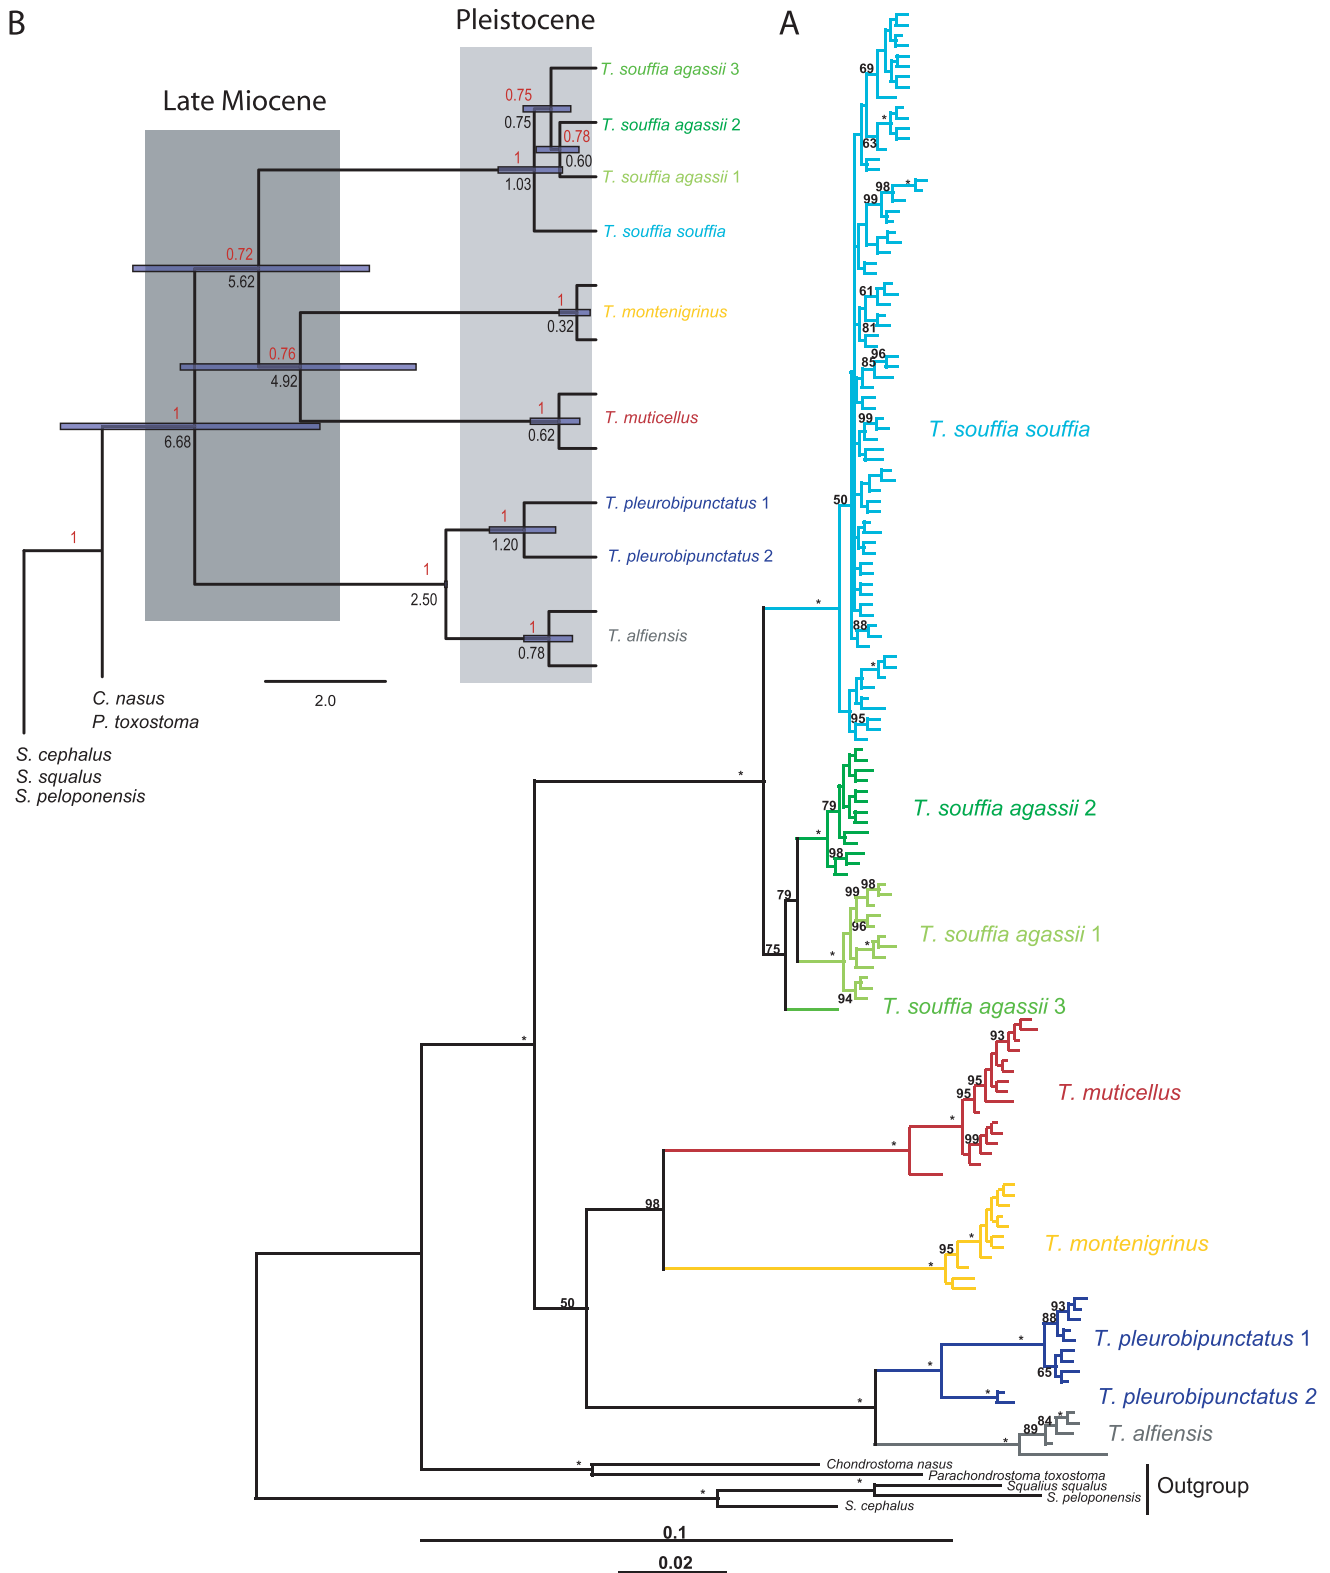 B
Pleistocene
A
Late Miocene
T. souffia agassii 3
0.75
0.75
T. souffia agassii 2
0.78
0.60
1
1.03
T. souffia agassii 1
T. souffia souffia
0.72
5.62
1
0.32
T. montenigrinus
0.76
4.92
1
0.62
T. muticellus
1
6.68
T. pleurobipunctatus 1
1
1.20
T. pleurobipunctatus 2
1
1
2.50
1
0.78
T. alfiensis
2.0
C. nasus
P. toxostoma
S. cephalus
S. squalus
S. peloponensis
69
*
63
98
*
99
61
81
96
85
99
T. souffia souffia
50
*
88
*
95
*
79
*
98
T. souffia agassii 2
79
99
98
96
*
*
T. souffia agassii 1
75
94
T. souffia agassii 3
*
93
95
95
*
*
99
T. muticellus
98
*
95
*
T. montenigrinus
50
93
88
*
65
T. pleurobipunctatus 1
*
*
T. pleurobipunctatus 2
*
*
84
89
*
T. alfiensis
*
Chondrostoma nasus
Parachondrostoma toxostoma
*
Squalius squalus
*
S. peloponensis
S. cephalus
Outgroup
0.1
0.02